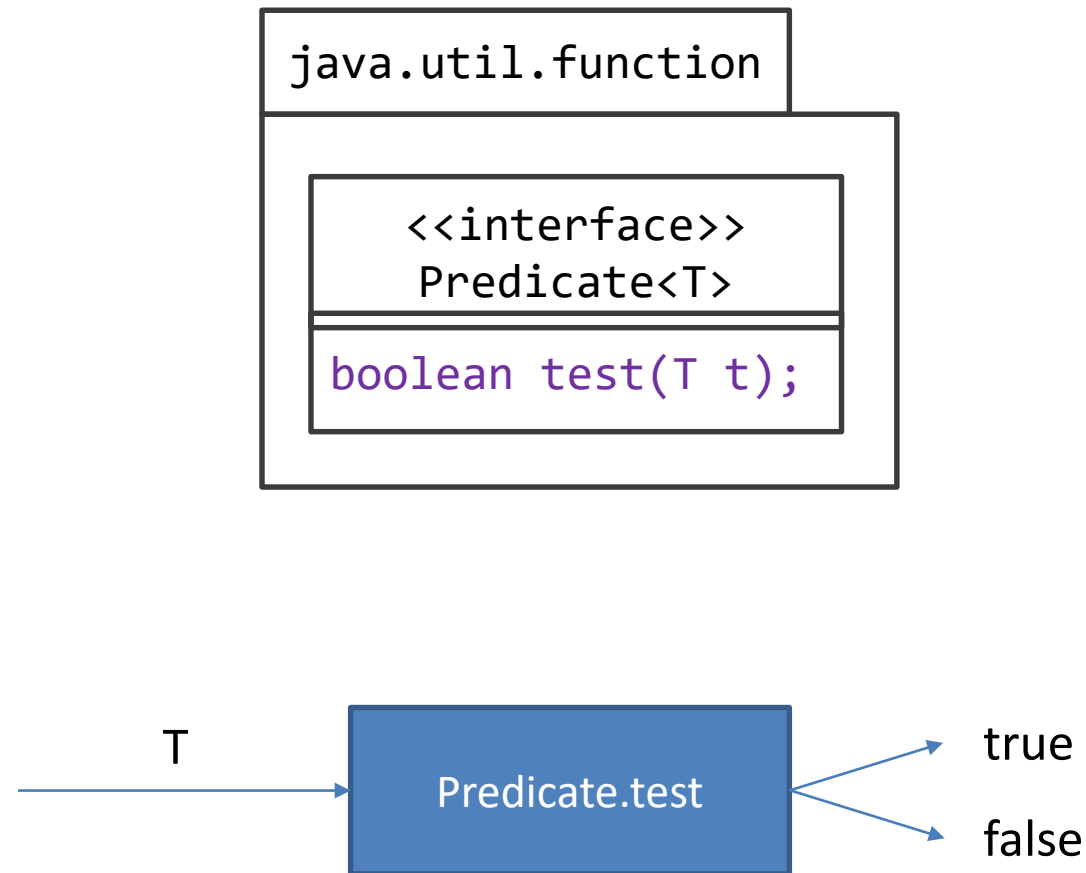 java.util.function
<<interface>>
Predicate<T>
boolean test(T t);
T
Predicate.test
true
false